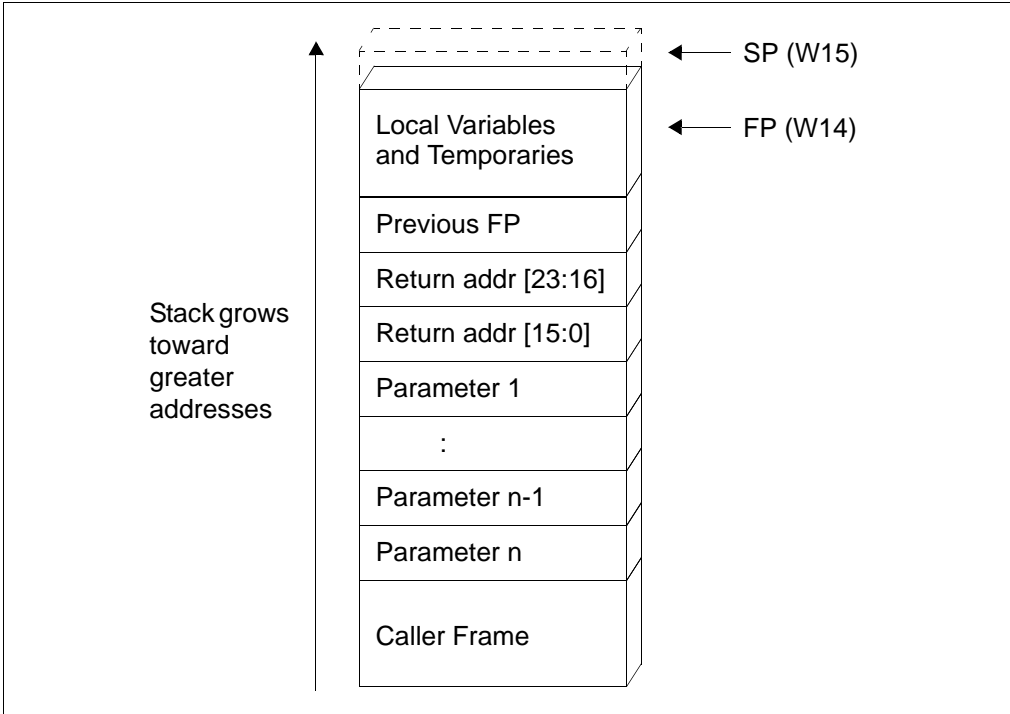 SP (W15)
FP (W14)
Local Variables
and Temporaries
Previous FP
Return addr [23:16]
Return addr [15:0]
Parameter 1
:
Parameter n-1
Parameter n
Caller Frame
Stack grows
toward
greater
addresses